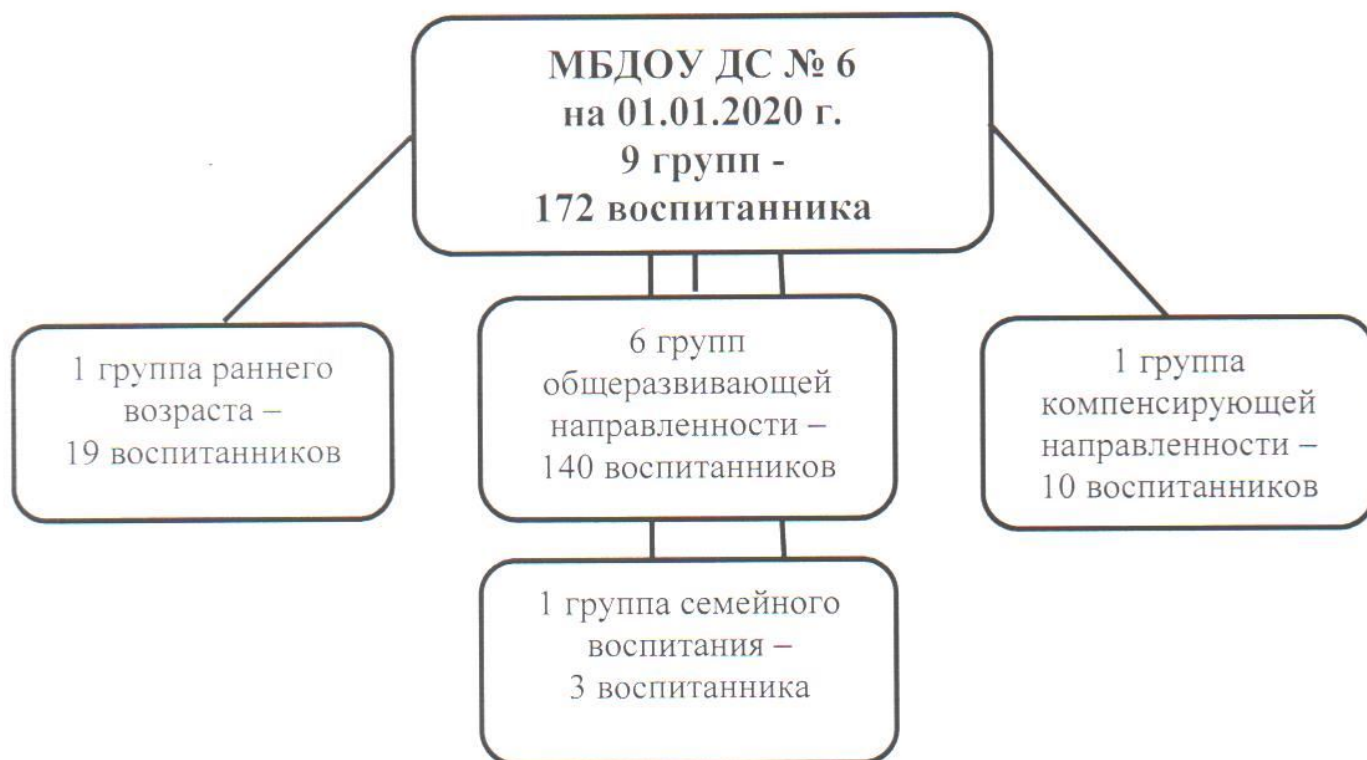 МБДОУ ДС № 6
на 01.01.2020 г.
9 групп -
172 воспитанника
1 группа раннего
возраста –
19 воспитанников
6 групп
общеразвивающей
направленности –
140 воспитанников
1 группа
компенсирующей
направленности –
10 воспитанников
1 группа семейного
воспитания –
3 воспитанника